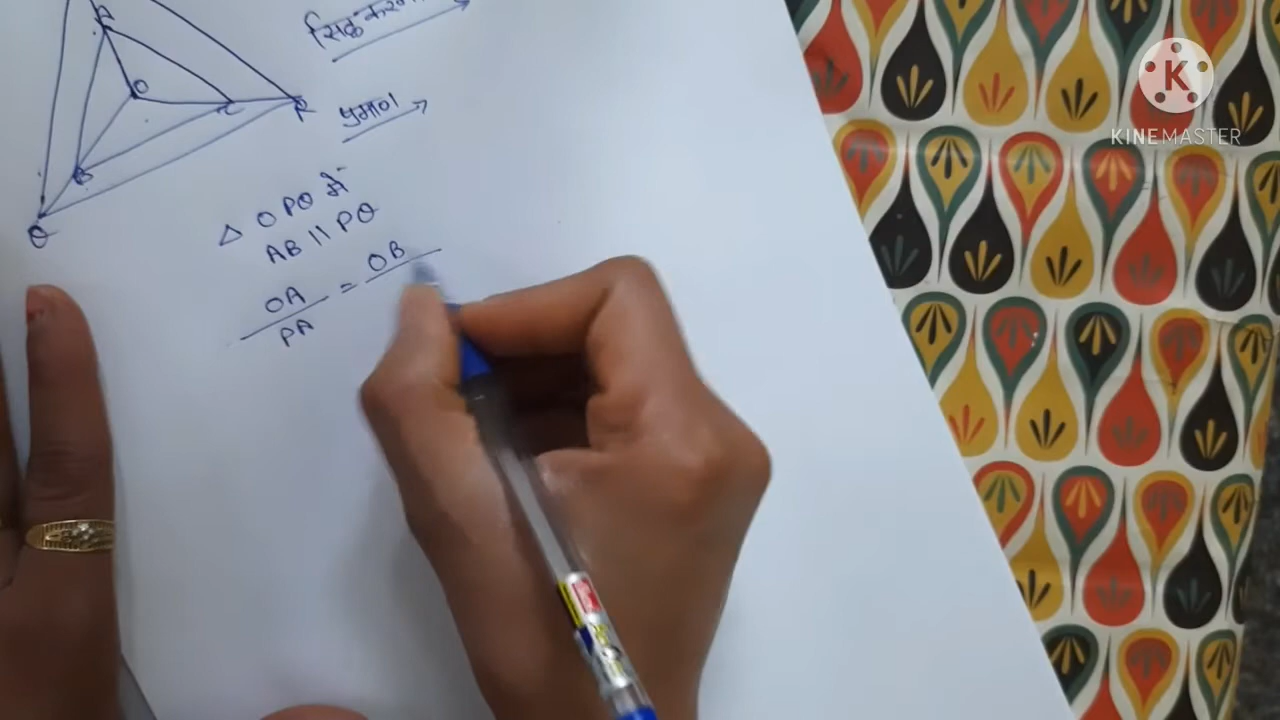 सिद्ध करना
A
O
C
R
B
Q
प्रमाण
△ OPQ में
AB || PQ
OA = OB
PA
K
KINEMASTER